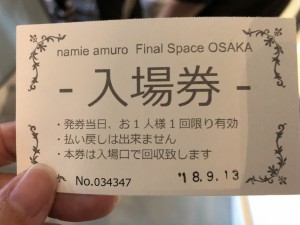 namie amuro Final Space OSAKA
- 入場券 -
・発券当日、お1人様1回限り有効
・払い戻しは出来ません
・本券は入場口で回収致します
No.034347 '18.9.13